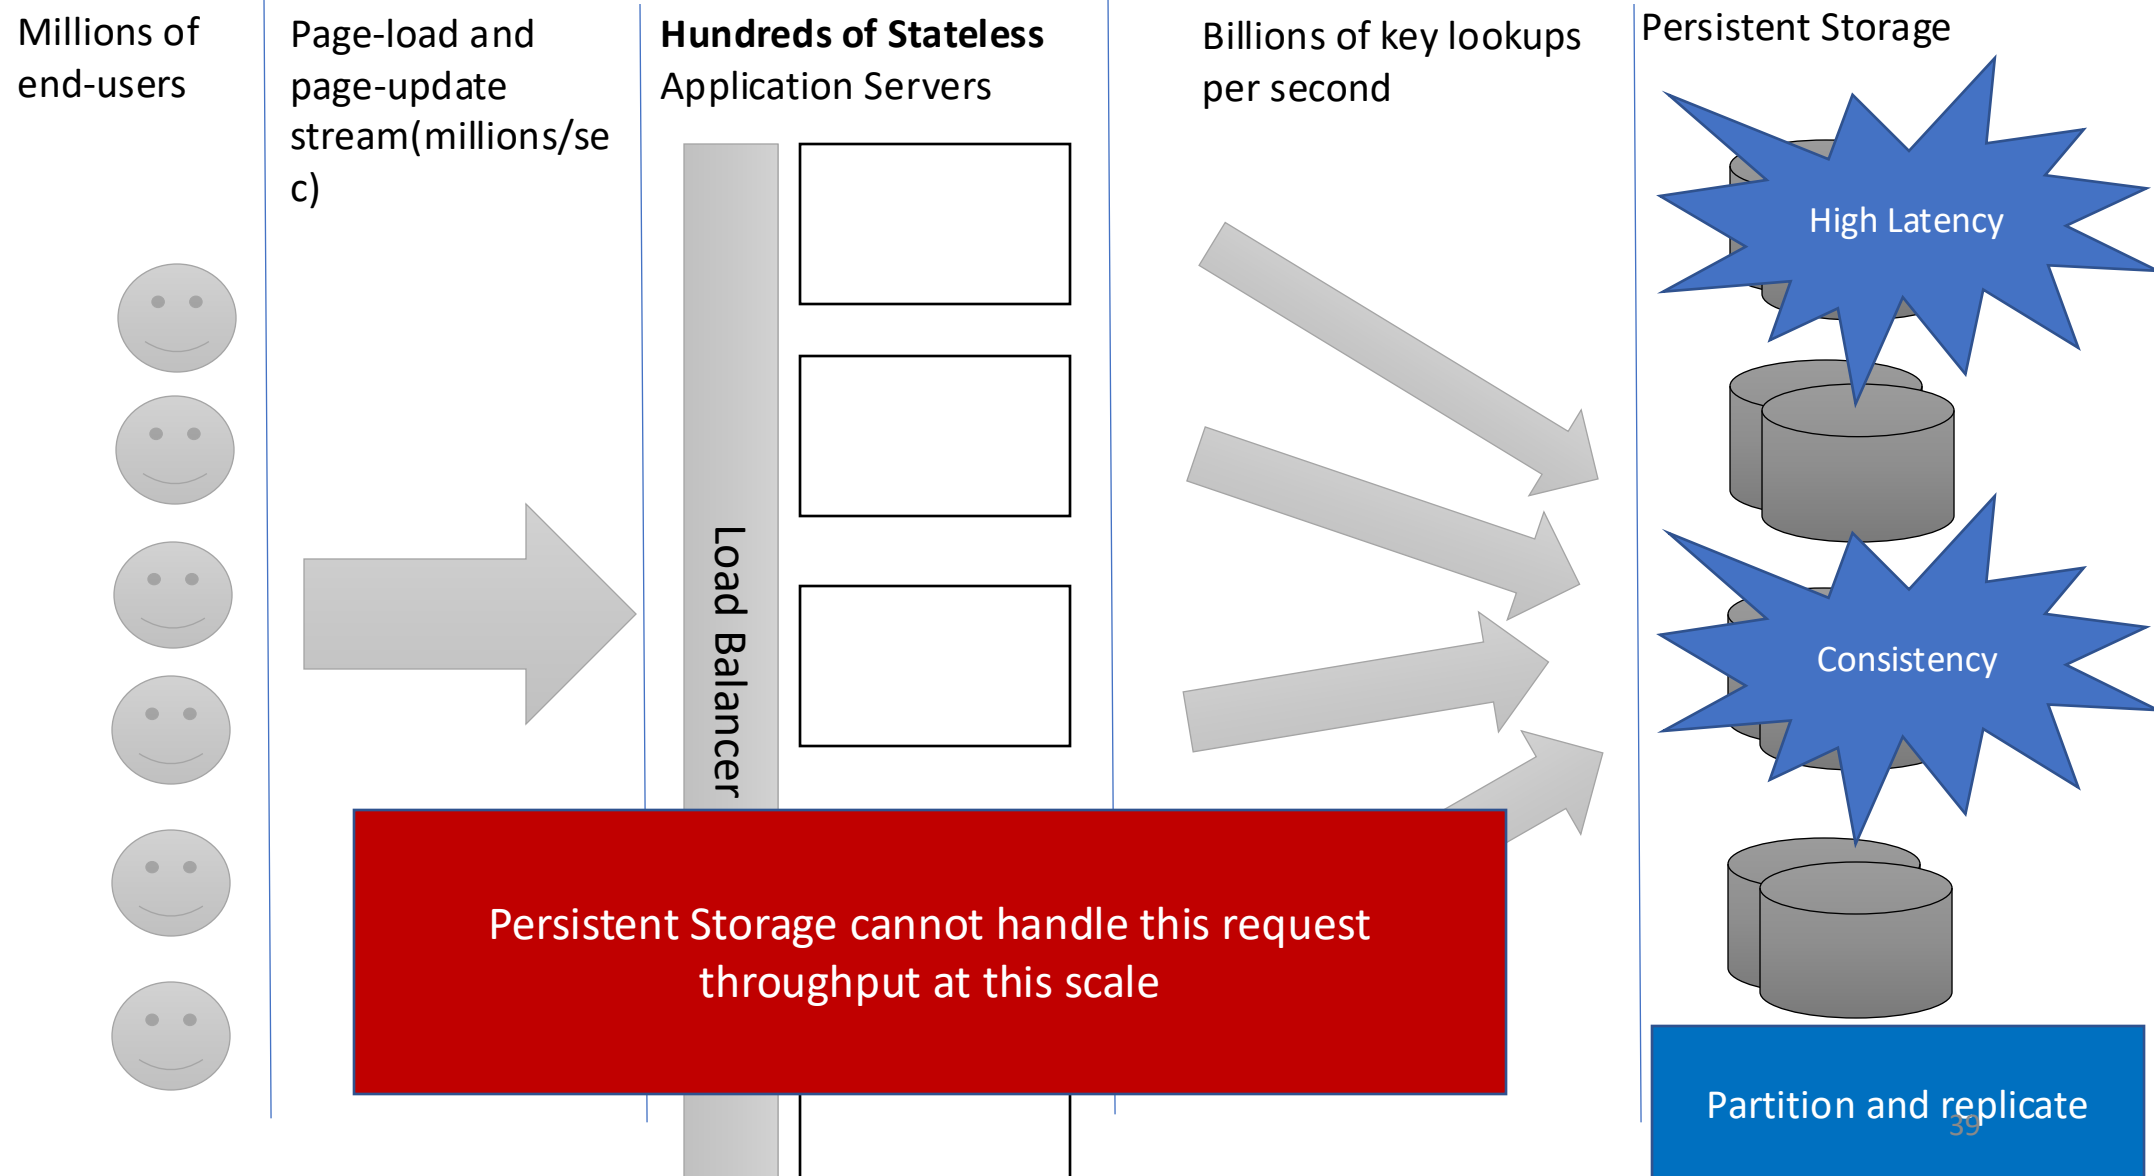 Millions of
end-users
Page-load and
page-update
stream(millions/se
c)
Hundreds of Stateless
Application Servers
Billions of key lookups
per second
Persistent Storage
High Latency
Load Balancer
Consistency
Persistent Storage cannot handle this request
throughput at this scale
Partition and replicate
39